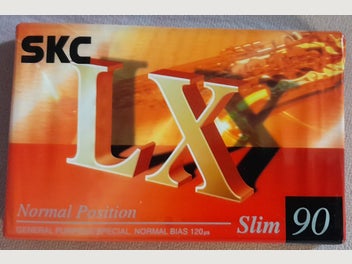 SKC
LX
Normal Position
GENERAL PURPOSE SPECIAL, NORMAL BIAS 120μs
Slim 90